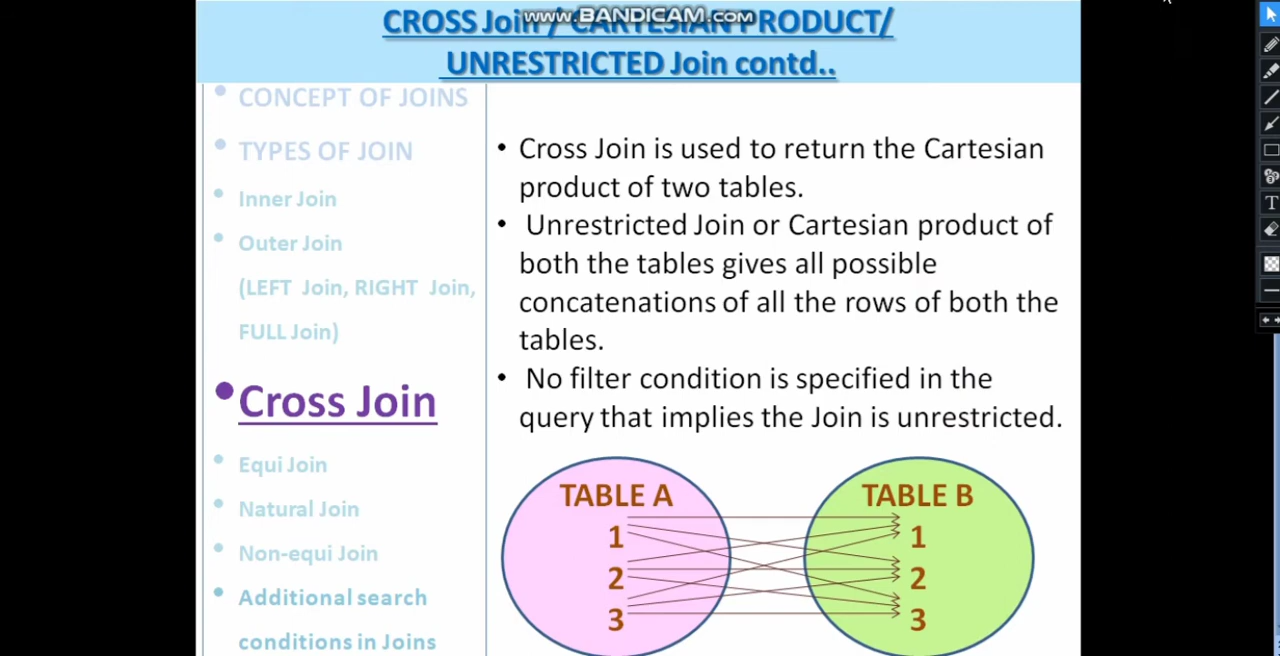 www.BANDICAM.com
CROSS Join / CARTESIAN PRODUCT/
UNRESTRICTED Join contd..
• CONCEPT OF JOINS
• TYPES OF JOIN
• Inner Join
• Outer Join
(LEFT Join, RIGHT Join,
FULL Join)
• Cross Join
• Equi Join
• Natural Join
• Non-equi Join
• Additional search
conditions in Joins
• Cross Join is used to return the Cartesian
product of two tables.
• Unrestricted Join or Cartesian product of
both the tables gives all possible
concatenations of all the rows of both the
tables.
• No filter condition is specified in the
query that implies the Join is unrestricted.
TABLE A
1
2
3
TABLE B
1
2
3
T